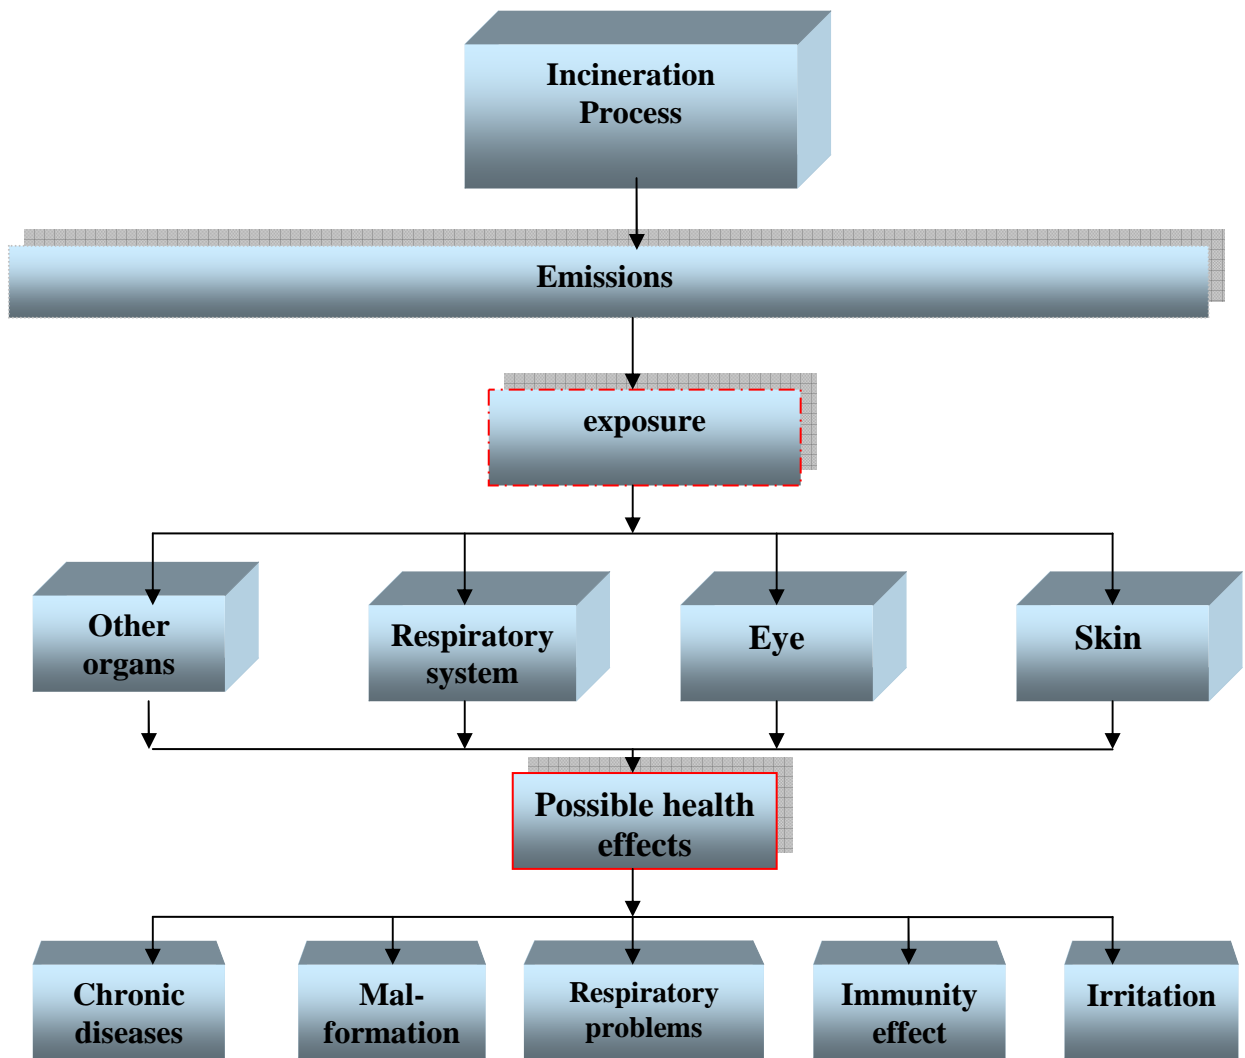 Incineration
Process
Emissions
exposure
Other
organs
Respiratory
system
Eye
Skin
Possible health
effects
Chronic
diseases
Mal-
formation
Respiratory
problems
Immunity
effect
Irritation